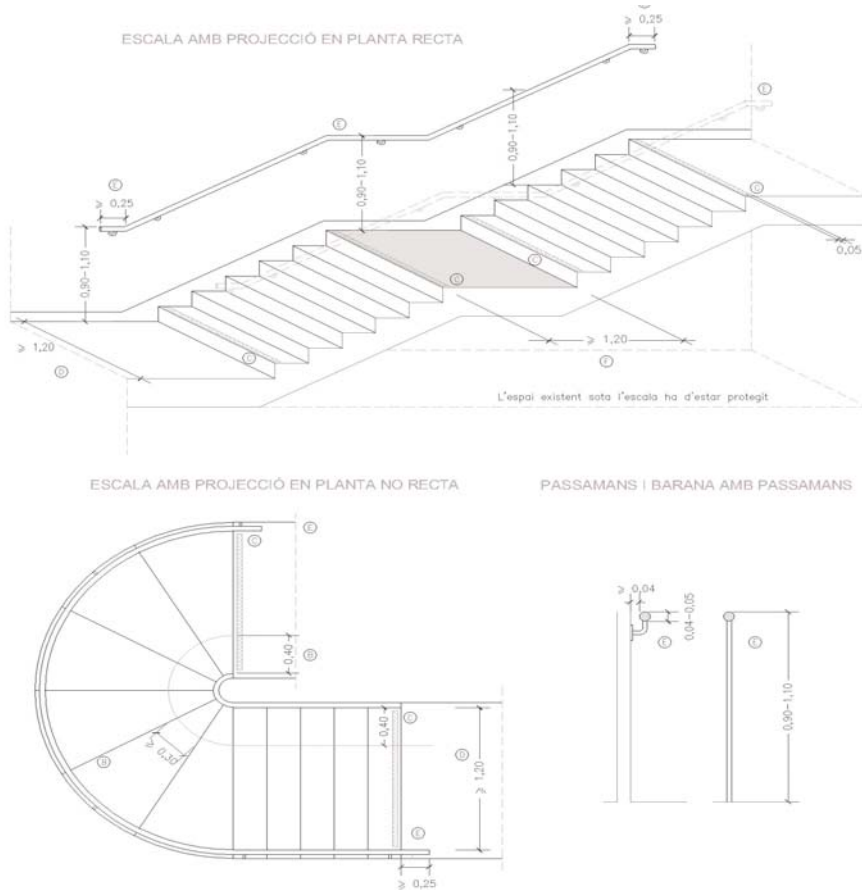 ESCALA AMB PROJECCIÓ EN PLANTA RECTA
≥ 0,25
E
E
0,90-1,10
E
0,90-1,10
≥ 0,25
0,90-1,10
C
0,05
C
C
≥ 1,20
D
C
≥ 1,20
F
L'espai existent sota l'escala ha d'estar protegit
ESCALA AMB PROJECCIÓ EN PLANTA NO RECTA
PASSAMANS I BARANA AMB PASSAMANS
E
C
0,40
B
≥ 0,04
0,04-0,05
E
E
0,90-1,10
C
0,40
D
≥ 1,20
≥ 0,30
B
E
≥ 0,25